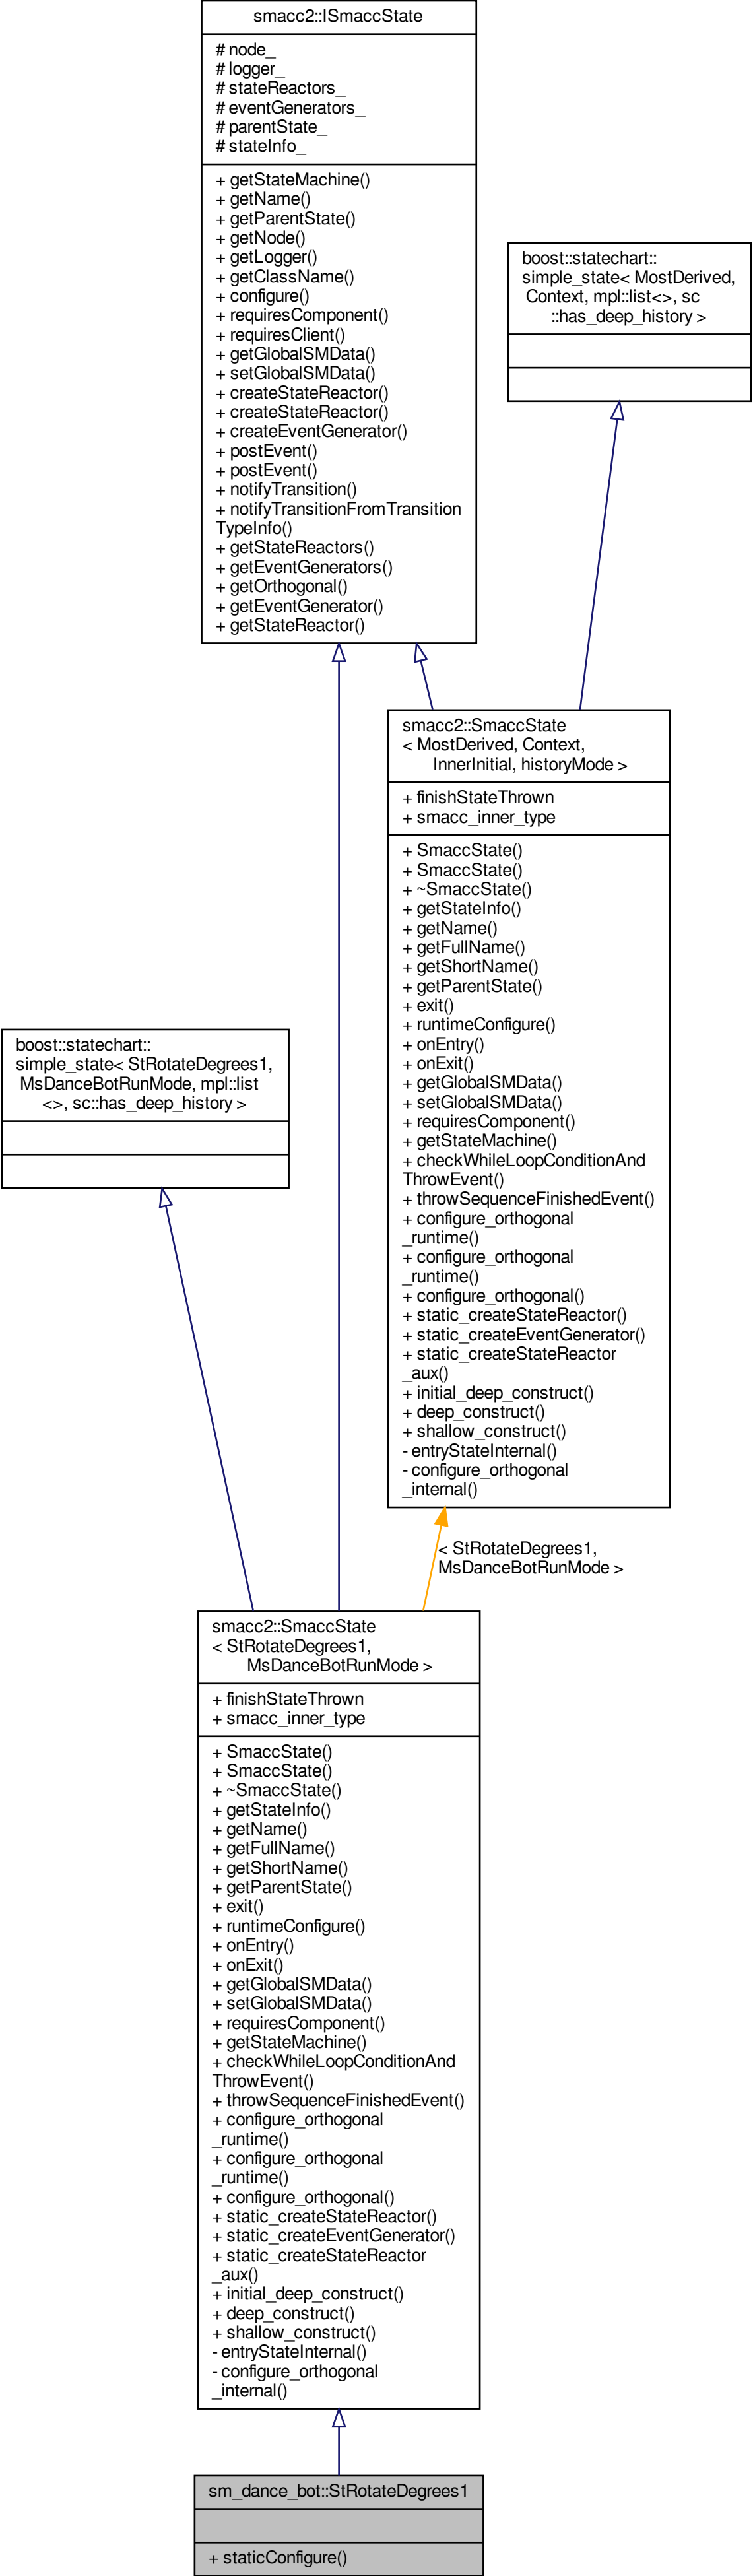 smacc2::ISmaccState
# node_
# logger_
# stateReactors_
# eventGenerators_
# parentState_
# stateInfo_
+ getStateMachine()
+ getName()
+ getParentState()
+ getNode()
+ getLogger()
+ getClassName()
+ configure()
+ requiresComponent()
+ requiresClient()
+ getGlobalSMData()
+ setGlobalSMData()
+ createStateReactor()
+ createStateReactor()
+ createEventGenerator()
+ postEvent()
+ postEvent()
+ notifyTransition()
+ notifyTransitionFromTransition
TypeInfo()
+ getStateReactors()
+ getEventGenerators()
+ getOrthogonal()
+ getEventGenerator()
+ getStateReactor()
boost::statechart::
simple_state< MostDerived,
Context, mpl::list<>, sc
::has_deep_history >
smacc2::SmaccState
< MostDerived, Context,
InnerInitial, historyMode >
+ finishStateThrown
+ smacc_inner_type
+ SmaccState()
+ SmaccState()
+ ~SmaccState()
+ getStateInfo()
+ getName()
+ getFullName()
+ getShortName()
+ getParentState()
+ exit()
+ runtimeConfigure()
+ onEntry()
+ onExit()
+ getGlobalSMData()
+ setGlobalSMData()
+ requiresComponent()
+ getStateMachine()
+ checkWhileLoopConditionAnd
ThrowEvent()
+ throwSequenceFinishedEvent()
+ configure_orthogonal
_runtime()
+ configure_orthogonal
_runtime()
+ configure_orthogonal()
+ static_createStateReactor()
+ static_createEventGenerator()
+ static_createStateReactor
_aux()
+ initial_deep_construct()
+ deep_construct()
+ shallow_construct()
- entryStateInternal()
- configure_orthogonal
_internal()
boost::statechart::
simple_state< StRotateDegrees1,
MsDanceBotRunMode, mpl::list
<>, sc::has_deep_history >
< StRotateDegrees1,
MsDanceBotRunMode >
smacc2::SmaccState
< StRotateDegrees1,
MsDanceBotRunMode >
+ finishStateThrown
+ smacc_inner_type
+ SmaccState()
+ SmaccState()
+ ~SmaccState()
+ getStateInfo()
+ getName()
+ getFullName()
+ getShortName()
+ getParentState()
+ exit()
+ runtimeConfigure()
+ onEntry()
+ onExit()
+ getGlobalSMData()
+ setGlobalSMData()
+ requiresComponent()
+ getStateMachine()
+ checkWhileLoopConditionAnd
ThrowEvent()
+ throwSequenceFinishedEvent()
+ configure_orthogonal
_runtime()
+ configure_orthogonal
_runtime()
+ configure_orthogonal()
+ static_createStateReactor()
+ static_createEventGenerator()
+ static_createStateReactor
_aux()
+ initial_deep_construct()
+ deep_construct()
+ shallow_construct()
- entryStateInternal()
- configure_orthogonal
_internal()
sm_dance_bot::StRotateDegrees1
+ staticConfigure()